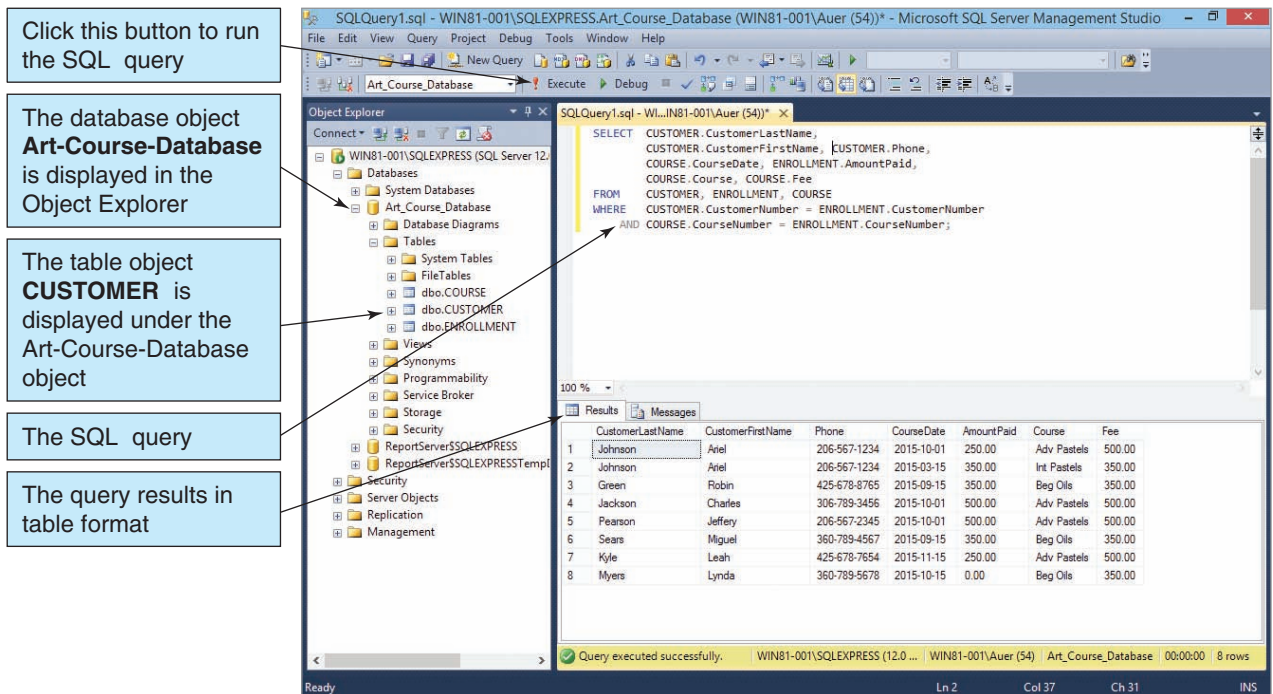 Click this button to run
the SQL query
The database object
Art-Course-Database
is displayed in the
Object Explorer
The table object
CUSTOMER is
displayed under the
Art-Course-Database
object
The SQL query
The query results in
table format
SQLQuery1.sql - WIN81-001\SQLEXPRESS.Art_Course_Database (WIN81-001\Auer (54))* - Microsoft SQL Server Management Studio
File Edit View Query Project Debug Tools Window Help
New Query
Art_Course_Database Execute Debug
Object Explorer
Connect
WIN81-001\SQLEXPRESS (SQL Server 12.
Databases
System Databases
Art_Course_Database
Database Diagrams
Tables
System Tables
FileTables
dbo.COURSE
dbo.CUSTOMER
dbo.ENROLLMENT
Views
Synonyms
Programmability
Service Broker
Storage
Security
ReportServer$SQLEXPRESS
ReportServer$SQLEXPRESSTemp
Security
Server Objects
Replication
Management
SQLQuery1.sql - WI...IN81-001\Auer (54))*
SELECT CUSTOMER.CustomerLastName,
CUSTOMER.CustomerFirstName, CUSTOMER.Phone,
COURSE.CourseDate, ENROLLMENT.AmountPaid,
COURSE.Course, COURSE.Fee
FROM CUSTOMER, ENROLLMENT, COURSE
WHERE CUSTOMER.CustomerNumber = ENROLLMENT.CustomerNumber
AND COURSE.CourseNumber = ENROLLMENT.CourseNumber;
100 %
Results Messages
CustomerLastName CustomerFirstName Phone CourseDate AmountPaid Course Fee
1 Johnson Ariel 206-567-1234 2015-10-01 250.00 Adv Pastels 500.00
2 Johnson Ariel 206-567-1234 2015-03-15 350.00 Int Pastels 350.00
3 Green Robin 425-678-8765 2015-09-15 350.00 Beg Oils 350.00
4 Jackson Charles 306-789-3456 2015-10-01 500.00 Adv Pastels 500.00
5 Pearson Jeffery 206-567-2345 2015-10-01 500.00 Adv Pastels 500.00
6 Sears Miguel 360-789-4567 2015-09-15 350.00 Beg Oils 350.00
7 Kyle Leah 425-678-7654 2015-11-15 250.00 Adv Pastels 500.00
8 Myers Lynda 360-789-5678 2015-10-15 0.00 Beg Oils 350.00
Query executed successfully. WIN81-001\SQLEXPRESS (12.0 ... WIN81-001\Auer (54) Art_Course_Database 00:00:00 8 rows
Ready Ln 2 Col 37 Ch 31 INS